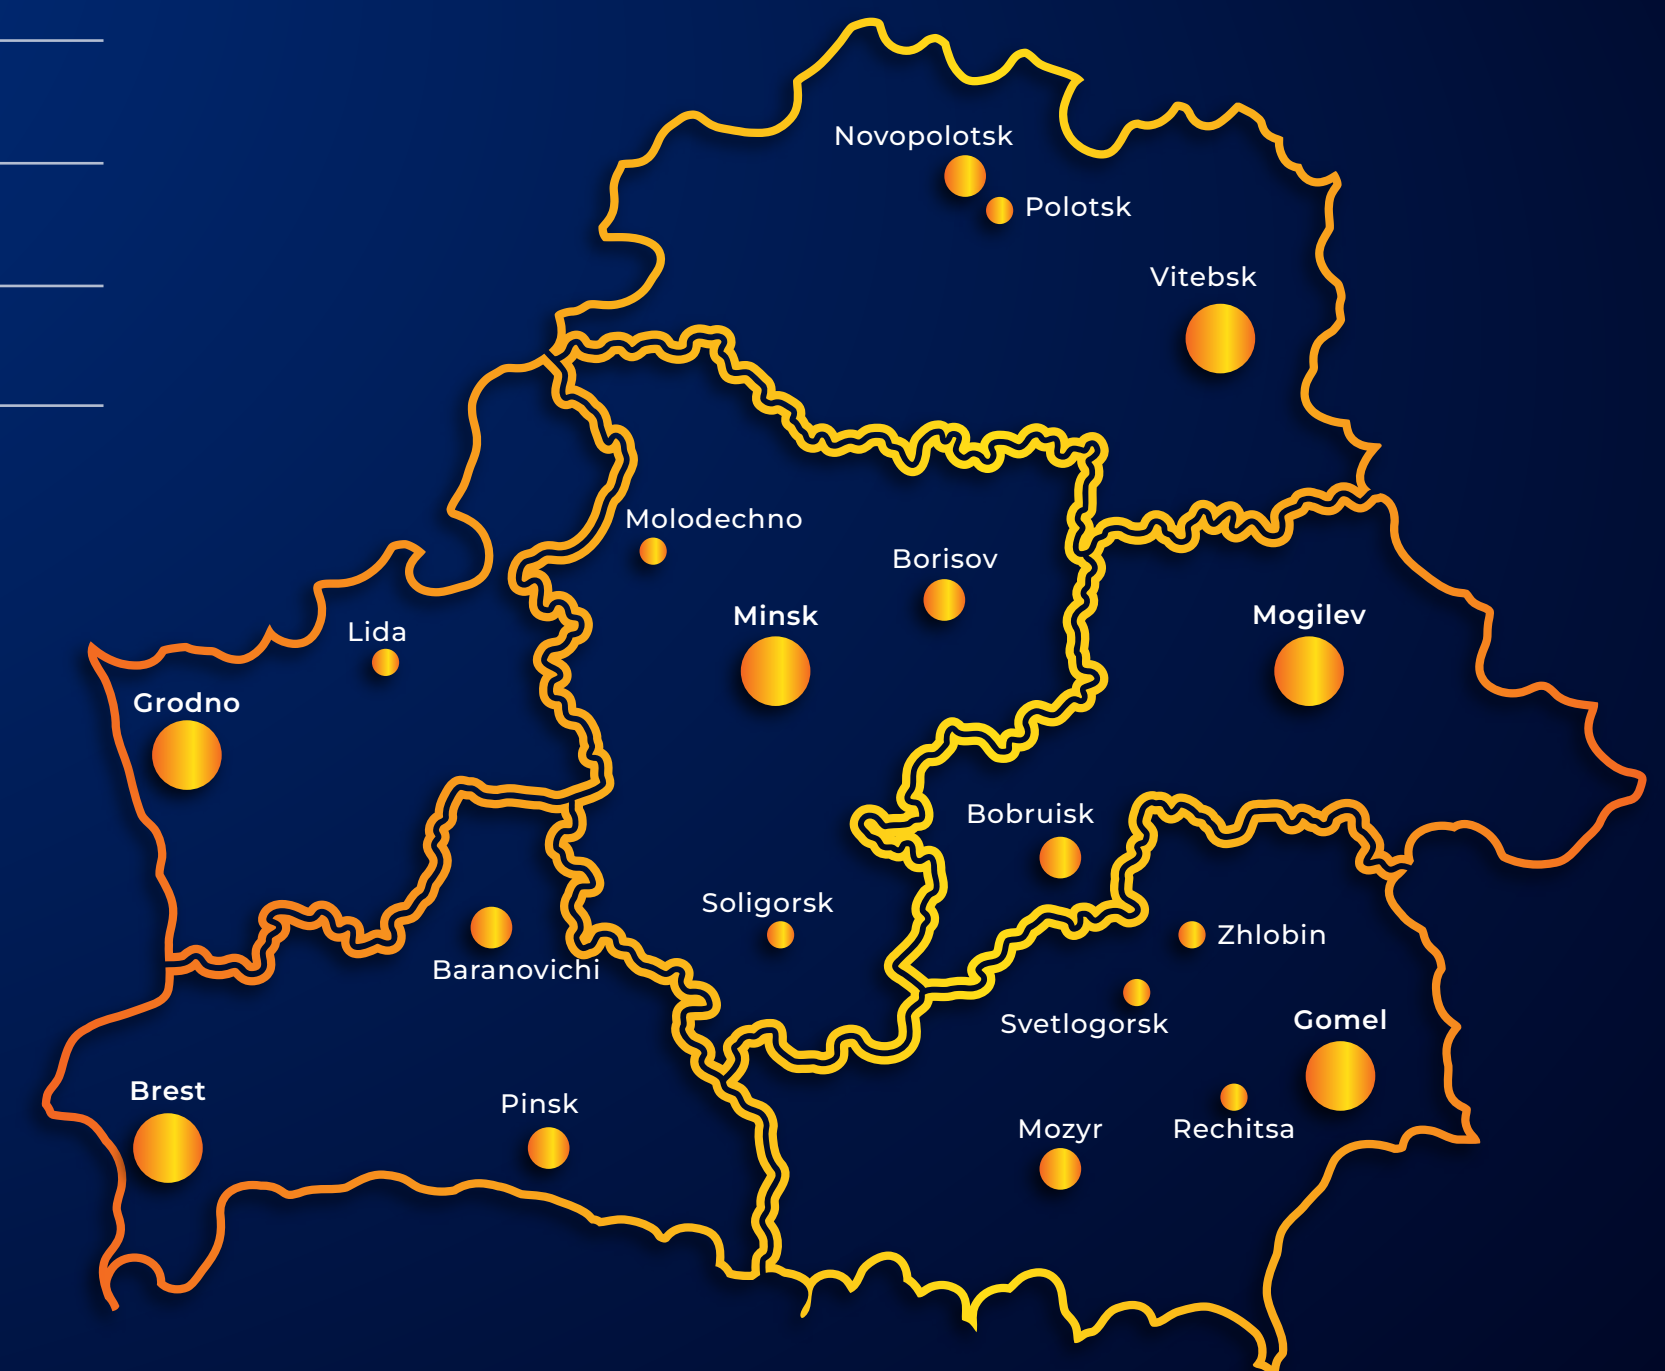 Novopolotsk
Polotsk
Vitebsk
Molodechno
Borisov
Minsk
Mogilev
Lida
Grodno
Bobruisk
Soligorsk
Zhlobin
Baranovichi
Svetlogorsk
Gomel
Brest
Pinsk
Mozyr
Rechitsa